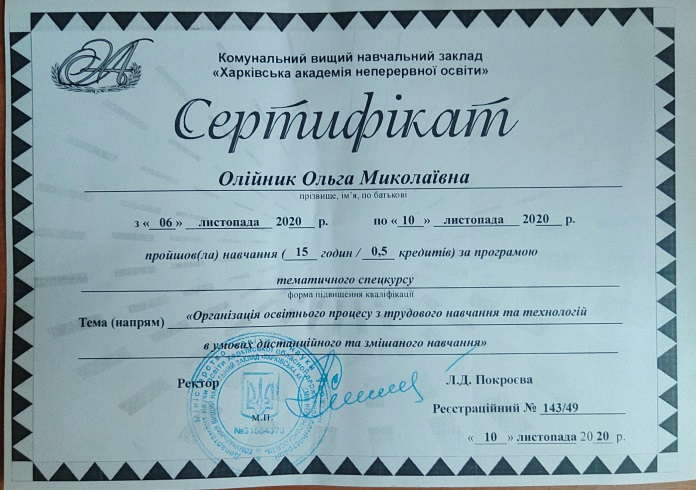 Комунальний вищий навчальний заклад
«Харківська академія неперервної освіти»
Сертифікат
Олійник Ольга Миколаївна
прізвище, ім’я, по батькові
з « 06 » листопада 2020 р. по « 10 » листопада 2020 р.
пройшов(ла) навчання ( 15 годин / 0,5 кредитів) за програмою
тематичного спецкурсу
форма підвищення кваліфікації
Тема (напрям) «Організація освітнього процесу з трудового навчання та технологій
в умовах дистанційного та змішаного навчання»
Ректор
Л.Д. Покроєва
М.П.
Реєстраційний № 143/49
« 10 » листопада 2020 р.